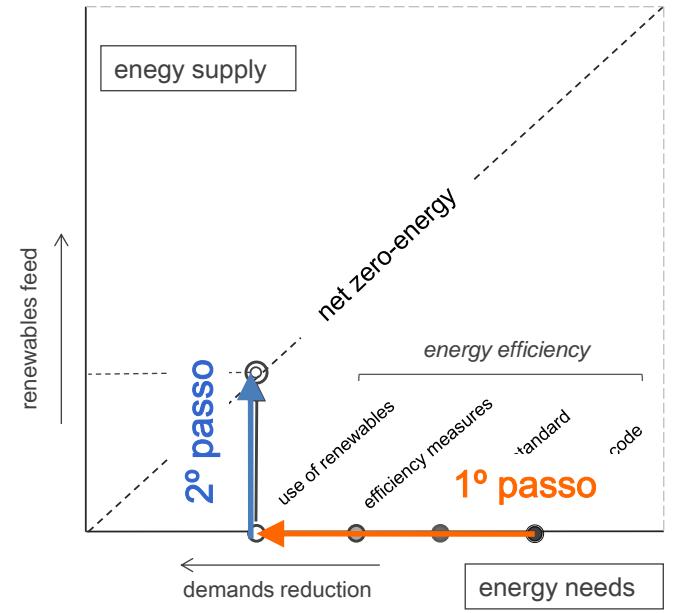 enegy supply
net zero-energy
renewables feed
energy efficiency
use of renewables
efficiency measures
tandard
code
2º passo
1º passo
demands reduction
energy needs